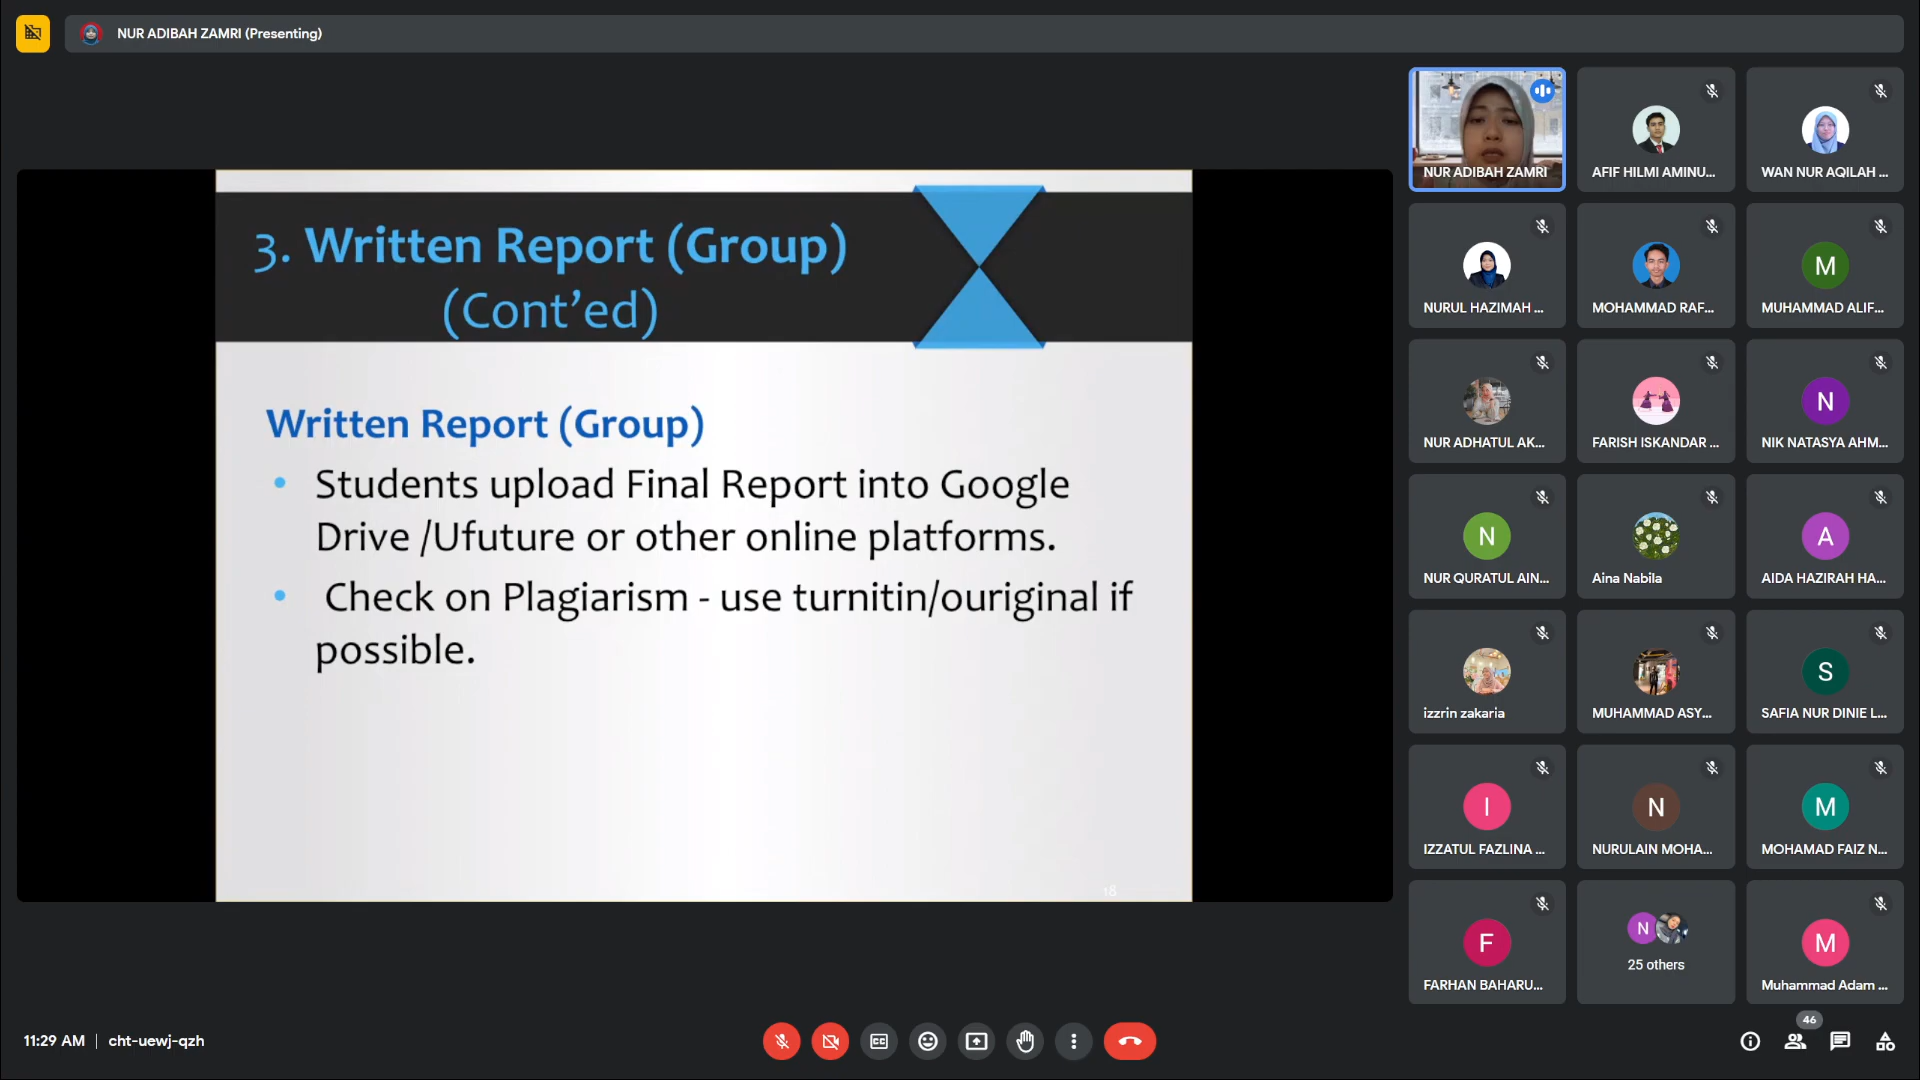 NUR ADIBAH ZAMRI (Presenting)
3. Written Report (Group)
(Cont’ed)
Written Report (Group)
• Students upload Final Report into Google
Drive /Ufuture or other online platforms.
• Check on Plagiarism - use turnitin/ouriginal if
possible.
18
NUR ADIBAH ZAMRI
AFIF HILMI AMINU...
WAN NUR AQILAH ...
NURUL HAZIMAH ...
MOHAMMAD RAF...
M
MUHAMMAD ALIF...
NUR ADHATUL AK...
FARISH ISKANDAR ...
N
NIK NATASYA AHM...
N
NUR QURATUL AIN...
Aina Nabila
A
AIDA HAZIRAH HA...
izzrin zakaria
MUHAMMAD ASY...
S
SAFIA NUR DINIE L...
I
IZZATUL FAZLINA ...
N
NURULAIN MOHA...
M
MOHAMAD FAIZ N...
F
FARHAN BAHARU...
N
25 others
M
Muhammad Adam ...
11:29 AM | cht-uewj-qzh
CC
46